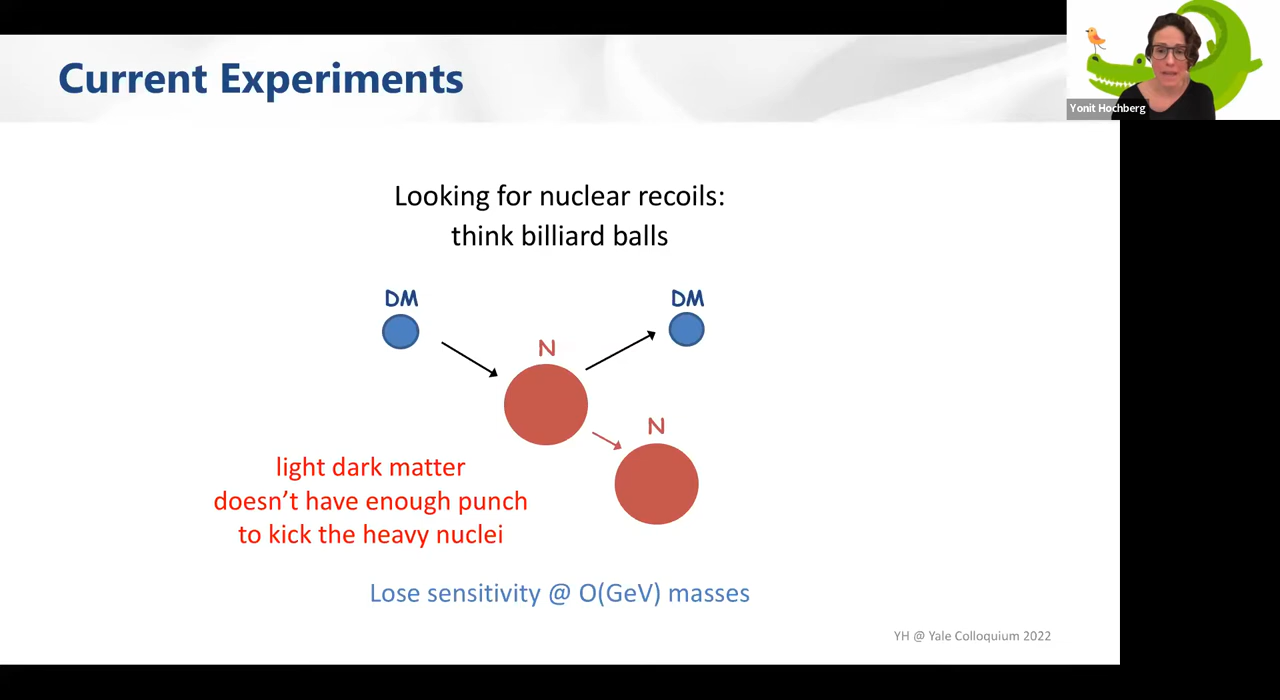 Current Experiments
Yonit Hochberg
Looking for nuclear recoils:
think billiard balls
DM
DM
N
N
light dark matter
doesn’t have enough punch
to kick the heavy nuclei
Lose sensitivity @ O(GeV) masses
YH @ Yale Colloquium 2022